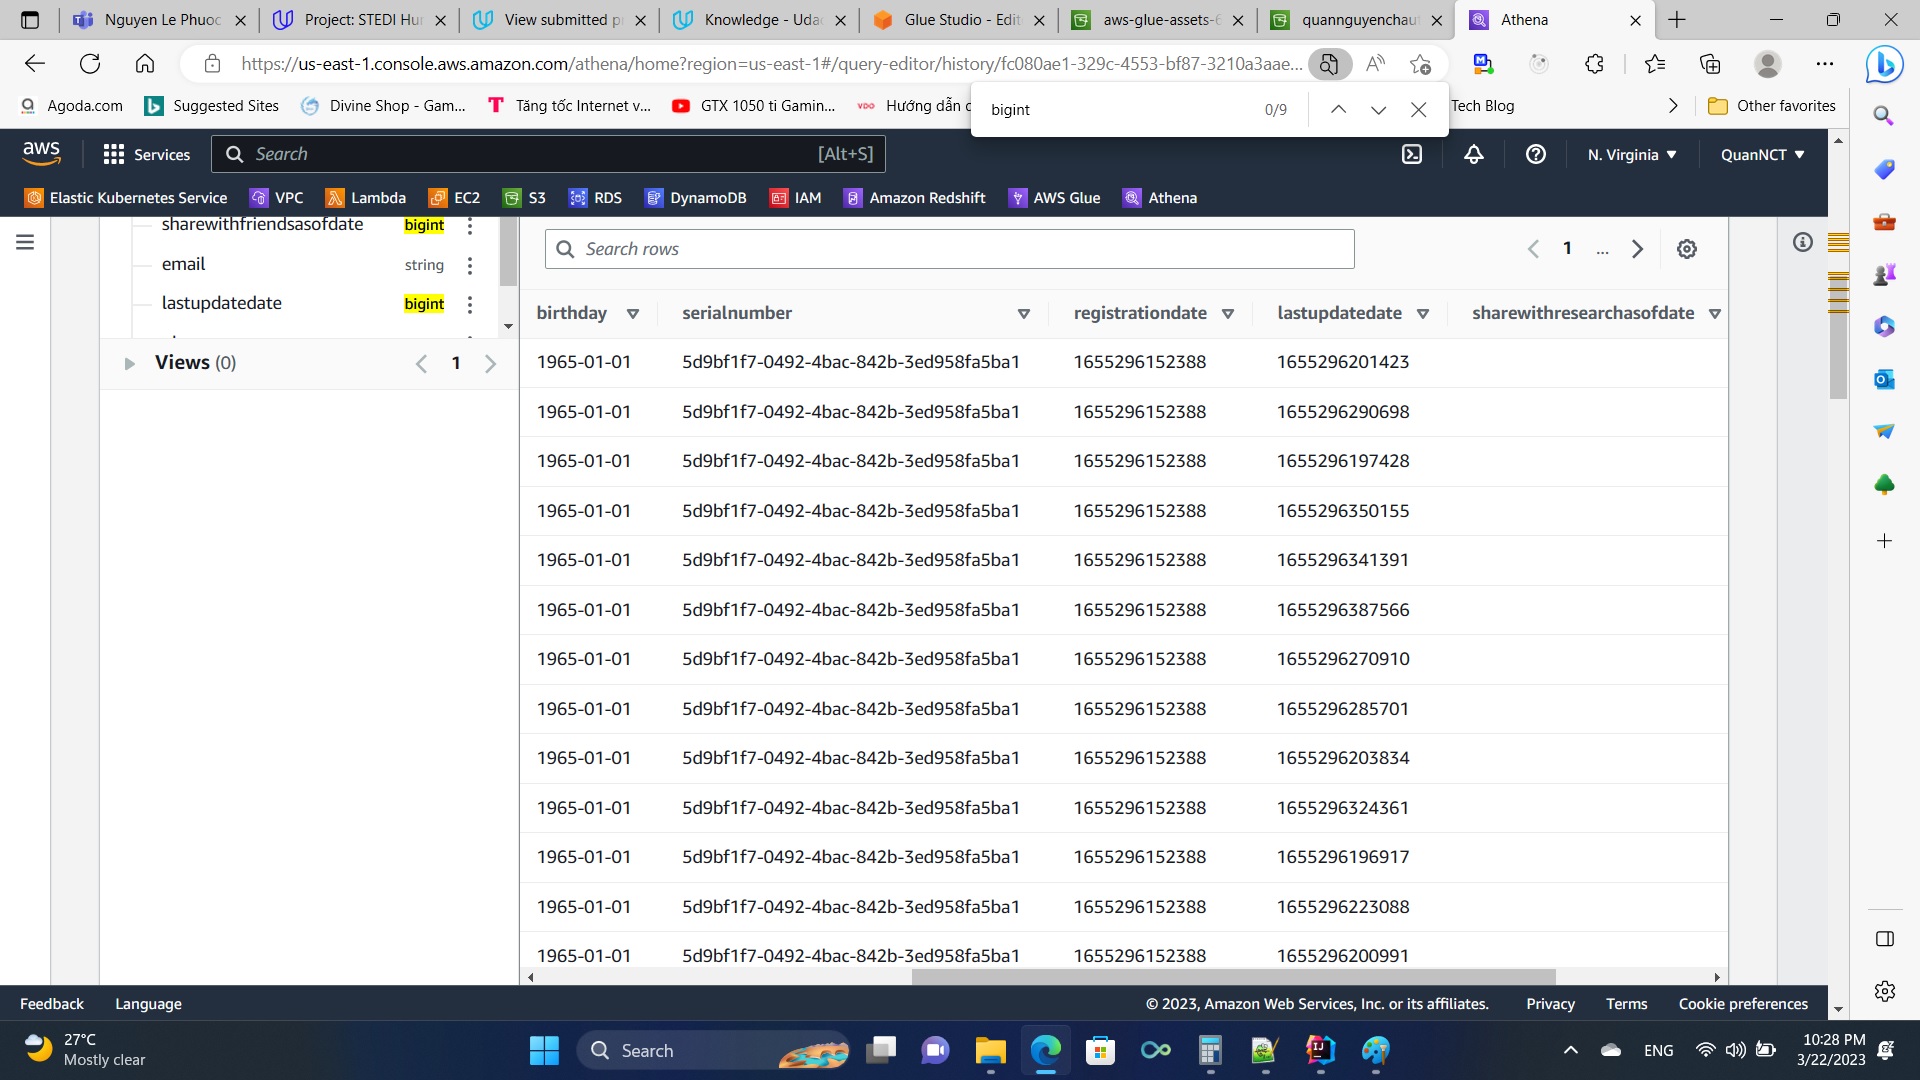 Nguyen Le Phuoc
Project: STEDI Hu
View submitted p
Knowledge - Uda
Glue Studio - Edit
aws-glue-assets-6
quannguyenchau
Athena
https://us-east-1.console.aws.amazon.com/athena/home?region=us-east-1#/query-editor/history/fc080ae1-329c-4553-bf87-3210a3aae...
Agoda.com
Suggested Sites
Divine Shop - Gam...
Tăng tốc Internet v...
GTX 1050 ti Gamin...
Hướng dẫn c
Tech Blog
Other favorites
bigint
0/9
aws
Services
Search
[Alt+S]
N. Virginia
QuanNCT
Elastic Kubernetes Service
VPC
Lambda
EC2
S3
RDS
DynamoDB
IAM
Amazon Redshift
AWS Glue
Athena
sharewithfriendsasofdate bigint
email string
lastupdatedate bigint
Views (0)
1
Search rows
1 ...
birthday serialnumber registrationdate lastupdatedate sharewithresearchasofdate
1965-01-01 5d9bf1f7-0492-4bac-842b-3ed958fa5ba1 1655296152388 1655296201423
1965-01-01 5d9bf1f7-0492-4bac-842b-3ed958fa5ba1 1655296152388 1655296290698
1965-01-01 5d9bf1f7-0492-4bac-842b-3ed958fa5ba1 1655296152388 1655296197428
1965-01-01 5d9bf1f7-0492-4bac-842b-3ed958fa5ba1 1655296152388 1655296350155
1965-01-01 5d9bf1f7-0492-4bac-842b-3ed958fa5ba1 1655296152388 1655296341391
1965-01-01 5d9bf1f7-0492-4bac-842b-3ed958fa5ba1 1655296152388 1655296387566
1965-01-01 5d9bf1f7-0492-4bac-842b-3ed958fa5ba1 1655296152388 1655296270910
1965-01-01 5d9bf1f7-0492-4bac-842b-3ed958fa5ba1 1655296152388 1655296285701
1965-01-01 5d9bf1f7-0492-4bac-842b-3ed958fa5ba1 1655296152388 1655296203834
1965-01-01 5d9bf1f7-0492-4bac-842b-3ed958fa5ba1 1655296152388 1655296324361
1965-01-01 5d9bf1f7-0492-4bac-842b-3ed958fa5ba1 1655296152388 1655296196917
1965-01-01 5d9bf1f7-0492-4bac-842b-3ed958fa5ba1 1655296152388 1655296223088
1965-01-01 5d9bf1f7-0492-4bac-842b-3ed958fa5ba1 1655296152388 1655296200991
Feedback
Language
© 2023, Amazon Web Services, Inc. or its affiliates.
Privacy
Terms
Cookie preferences
27°C
Mostly clear
Search
ENG
10:28 PM
3/22/2023